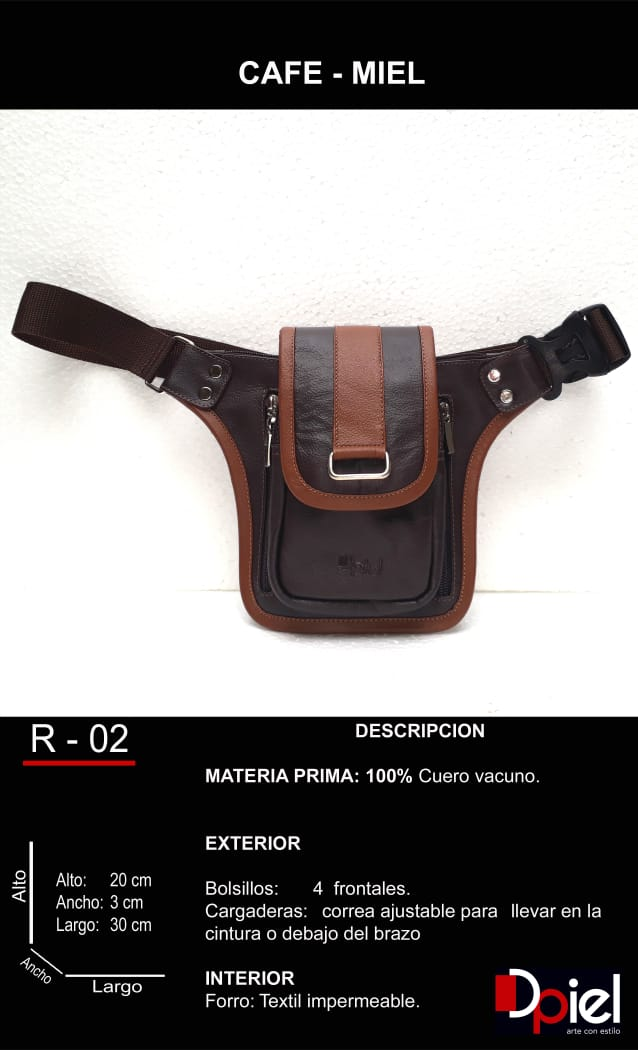 CAFE - MIEL
Dpiel
R - 02
DESCRIPCION
MATERIA PRIMA: 100% Cuero vacuno.
EXTERIOR
Bolsillos: 4 frontales.
Cargaderas: correa ajustable para llevar en la
cintura o debajo del brazo
INTERIOR
Forro: Textil impermeable.
Alto
Alto: 20 cm
Ancho: 3 cm
Largo: 30 cm
Ancho
Largo
Dpiel
arte con estilo